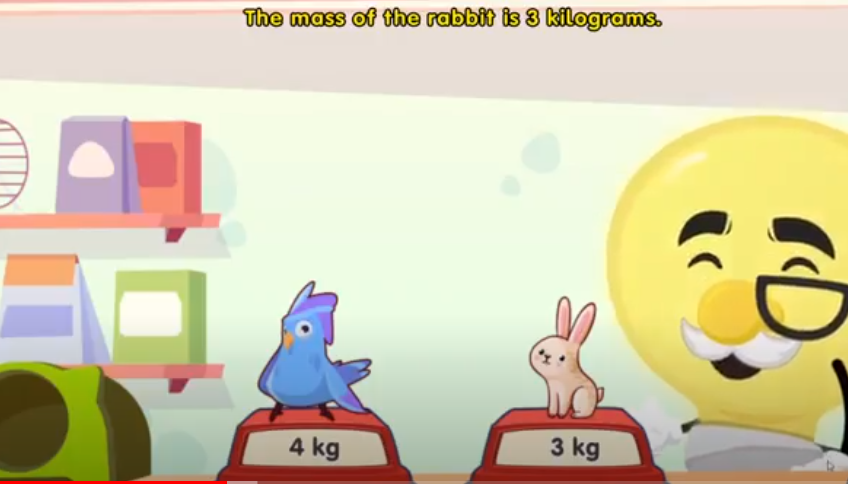 The mass of the rabbit is 3 kilograms.
4 kg
3 kg